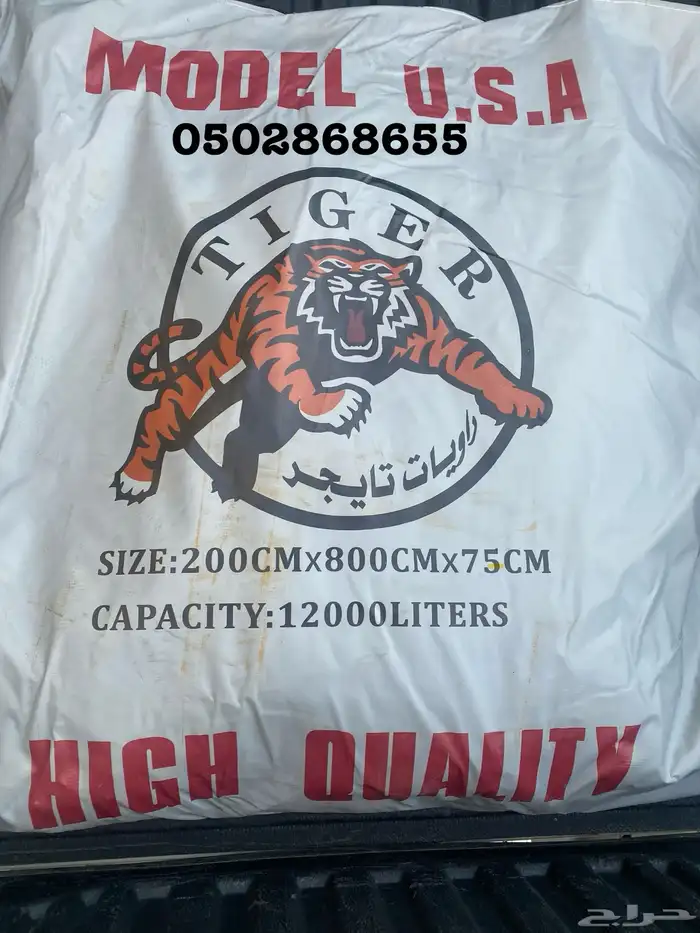 MODEL U.S.A
0502868655
TIGER
راويات تايجر
SIZE:200CMx800CMx75CM
CAPACITY:12000LITERS
HIGH QUALITY
حراج